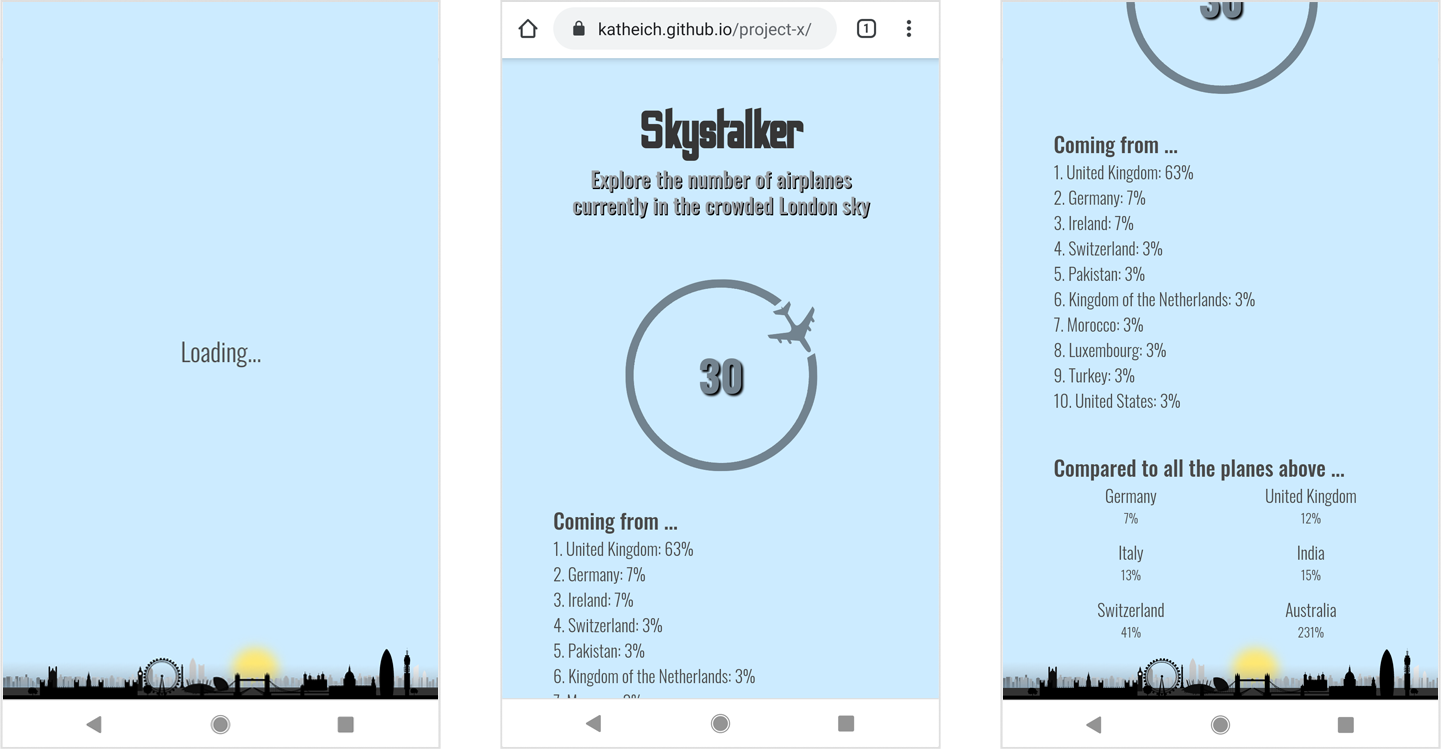 Loading...
katheich.github.io/project-x/
1
Skystalker
Explore the number of airplanes
currently in the crowded London sky
30
Coming from ...
1. United Kingdom: 63%
2. Germany: 7%
3. Ireland: 7%
4. Switzerland: 3%
5. Pakistan: 3%
6. Kingdom of the Netherlands: 3%
30
Coming from ...
1. United Kingdom: 63%
2. Germany: 7%
3. Ireland: 7%
4. Switzerland: 3%
5. Pakistan: 3%
6. Kingdom of the Netherlands: 3%
7. Morocco: 3%
8. Luxembourg: 3%
9. Turkey: 3%
10. United States: 3%
Compared to all the planes above ...
Germany United Kingdom
7% 12%
Italy India
13% 15%
Switzerland Australia
41% 231%